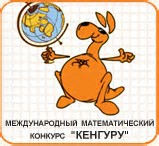 МЕЖДУНАРОДНЫЙ МАТЕМАТИЧЕСКИЙ
КОНКУРС "КЕНГУРУ"